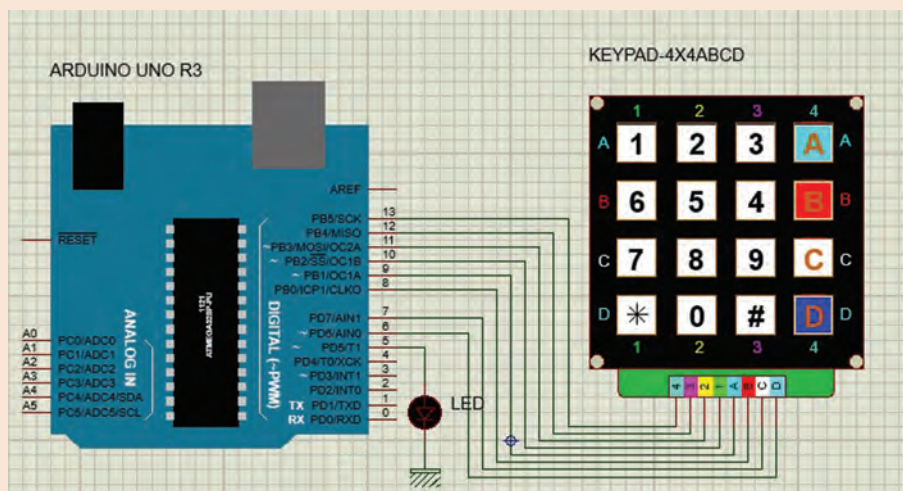 ARDUINO UNO R3
KEYPAD-4X4ABCD
1 2 3 4
A 1 2 3 A A
B 6 5 4 B B
C 7 8 9 C C
D * 0 # D D
1 2 3 4
4 3 2 1 A B C D
AREF
PB5/SCK 13
PB4/MISO 12
~PB3/MOSI/OC2A 11
~ PB2/SS/OC1B 10
~ PB1/OC1A 9
PB0/ICP1/CLKO 8
PD7/AIN1 7
~ PD6/AIN0 6
~ PD5/T1 5
PD4/T0/XCK 4
~ PD3/INT1 3
PD2/INT0 2
TX PD1/TXD 1
RX PD0/RXD 0
DIGITAL (~PWM)
RESET
1121
ATMEGA328P-PU
ANALOG IN
A0 PC0/ADC0
A1 PC1/ADC1
A2 PC2/ADC2
A3 PC3/ADC3
A4 PC4/ADC4/SDA
A5 PC5/ADC5/SCL
LED